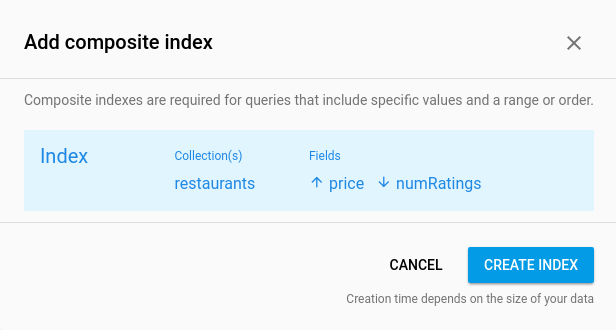 Add composite index
Composite indexes are required for queries that include specific values and a range or order.
Index
Collection(s)
restaurants
Fields
↑ price ↓ numRatings
CANCEL
CREATE INDEX
Creation time depends on the size of your data